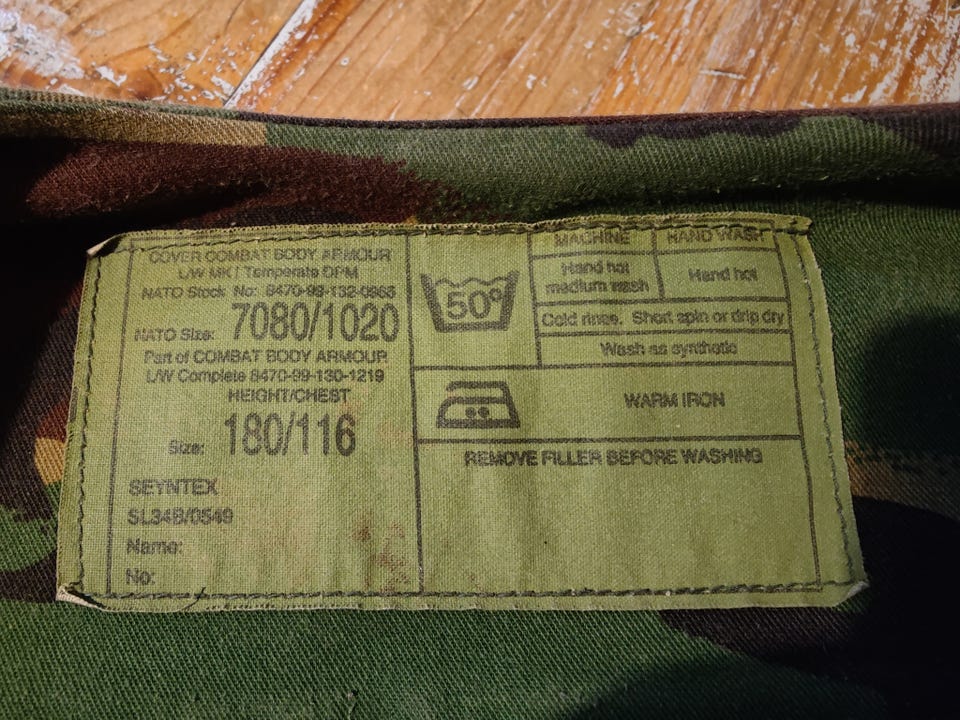 COVER COMBAT BODY ARMOUR
L/W MK1 Temperate DPM
NATO Stock No: 8470-99-132-0968
NATO Size: 7080/1020
Part of COMBAT BODY ARMOUR
L/W Complete 8470-99-130-1219
HEIGHT/CHEST
Size: 180/116
SEYNTEX
SL34B/0549
Name:
No:
50°
MACHINE
HAND WASH
Hand hot
medium wash
Hand hot
Cold rinse. Short spin or drip dry
Wash as synthetic
WARM IRON
REMOVE FILLER BEFORE WASHING